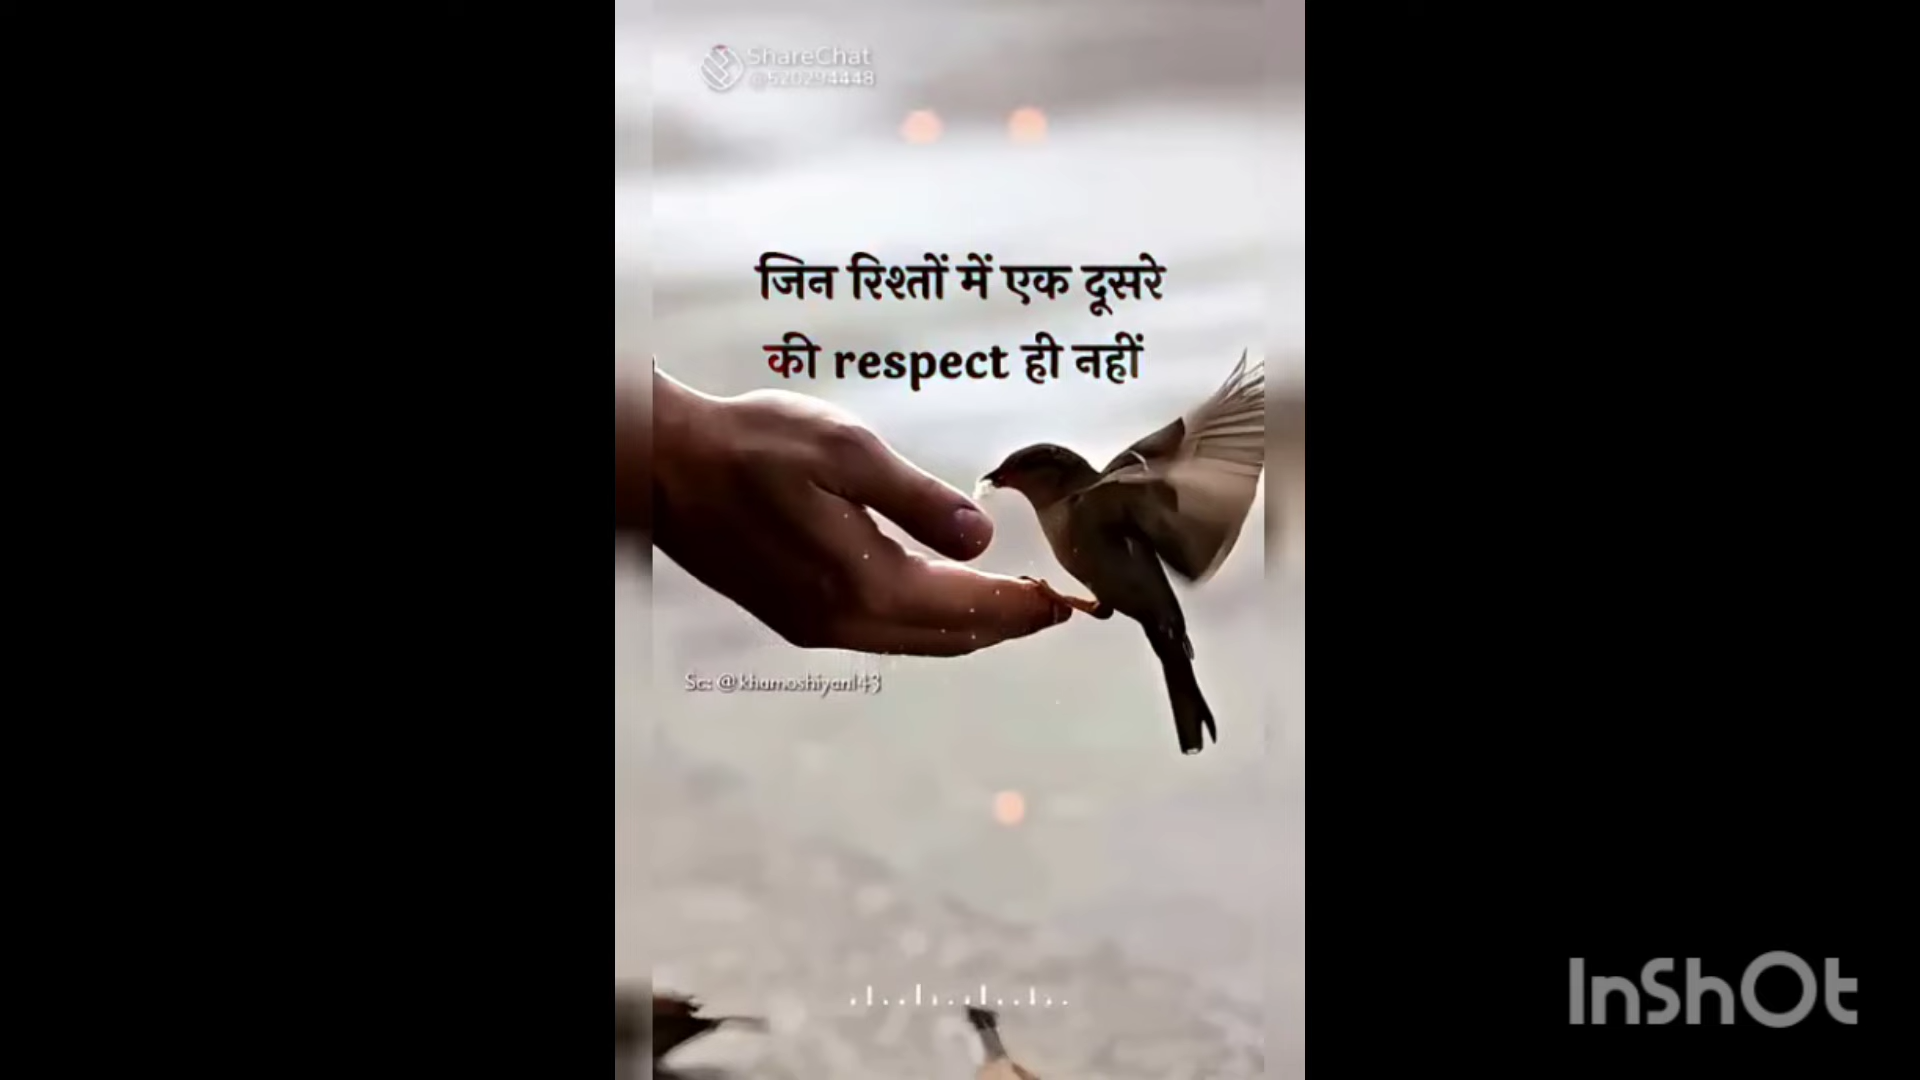 ShareChat
@520294448
जिन रिश्तों में एक दूसरे
की respect ही नहीं
Sc: @khamoshiyan143
InShOt